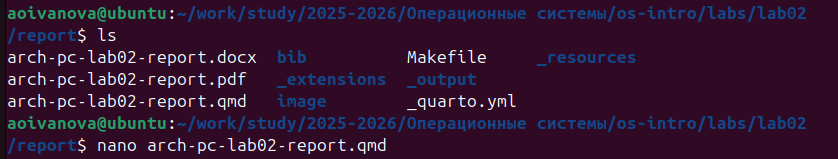 aoivanova@ubuntu:~/work/study/2025-2026/Операционные системы/os-intro/labs/lab02
/report$ ls
arch-pc-lab02-report.docx  bib          Makefile     _resources
arch-pc-lab02-report.pdf   _extensions  _output
arch-pc-lab02-report.qmd   image        _quarto.yml
aoivanova@ubuntu:~/work/study/2025-2026/Операционные системы/os-intro/labs/lab02
/report$ nano arch-pc-lab02-report.qmd